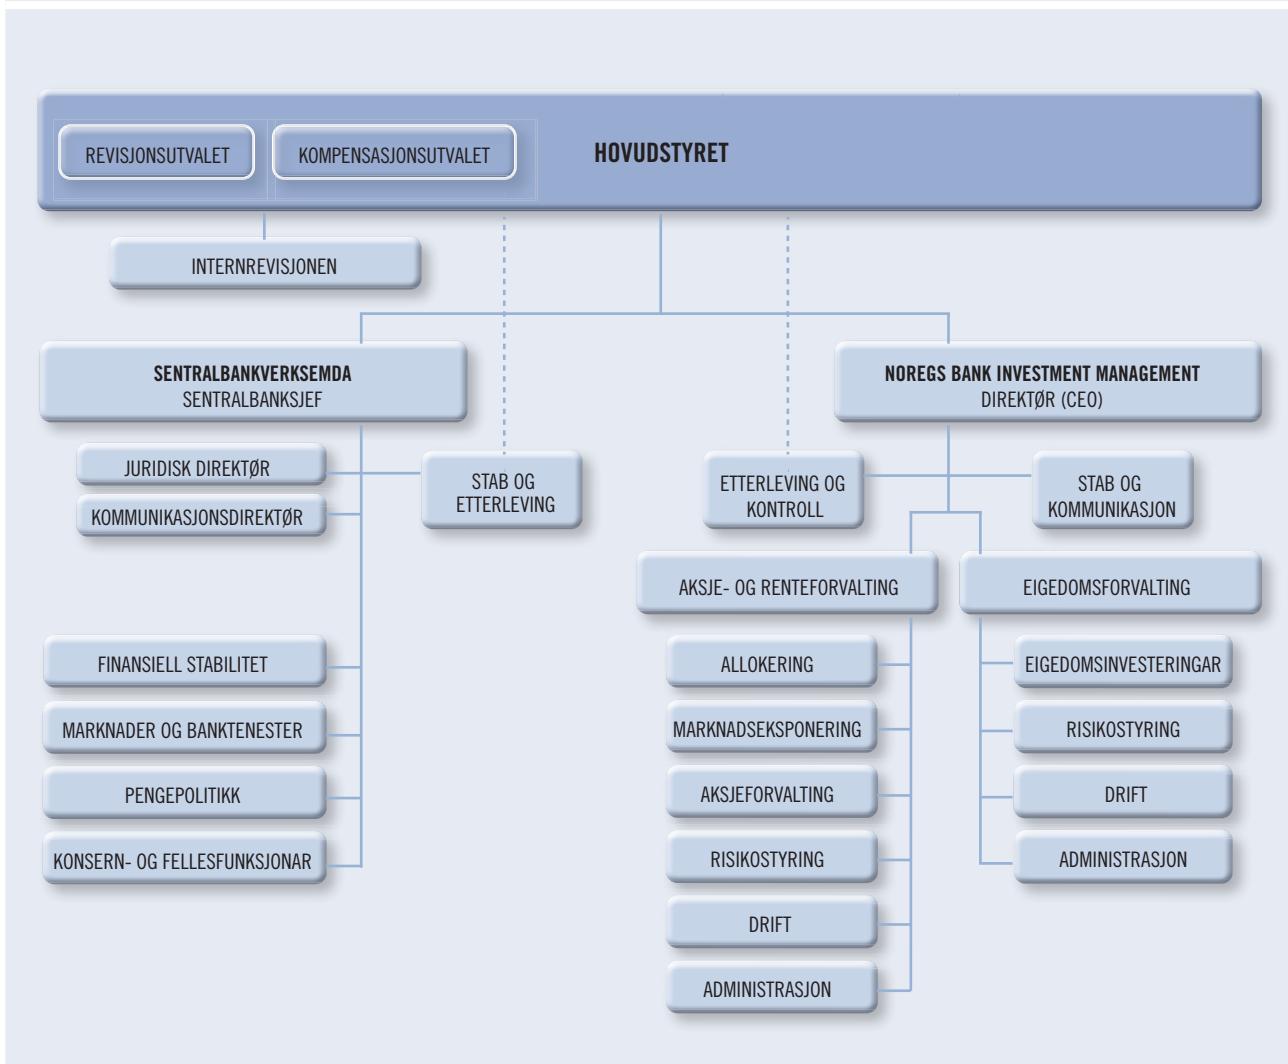 REVISJONSUTVALET
KOMPENSASJONSUTVALET
HOVUDSTYRET
INTERNREVISJONEN
SENTRALBANKVERKSEMDA
SENTRALBANKSJEF
NOREGS BANK INVESTMENT MANAGEMENT
DIREKTØR (CEO)
JURIDISK DIREKTØR
KOMMUNIKASJONSDIREKTØR
STAB OG
ETTERLEVING
ETTERLEVING OG
KONTROLL
STAB OG
KOMMUNIKASJON
AKSJE- OG RENTEFORVALTING
EIGEDOMSFORVALTING
FINANSIELL STABILITET
MARKNADER OG BANKTENESTER
PENGEPOLITIKK
KONSERN- OG FELLESFUNKSJONAR
ALLOKERING
MARKNADSEKSPONERING
AKSJEFORVALTING
RISIKOSTYRING
DRIFT
ADMINISTRASJON
EIGEDOMSINVESTERINGAR
RISIKOSTYRING
DRIFT
ADMINISTRASJON